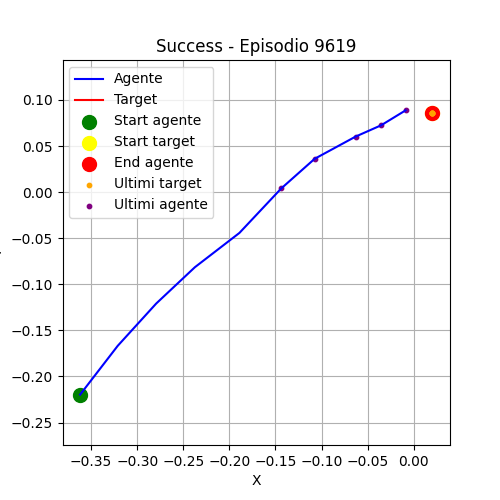 Success - Episodio 9619
Agente
Target
Start agente
Start target
End agente
Ultimi target
Ultimi agente
0.10
0.05
0.00
−0.05
−0.10
−0.15
−0.20
−0.25
−0.35
−0.30
−0.25
−0.20
−0.15
−0.10
−0.05
0.00
X